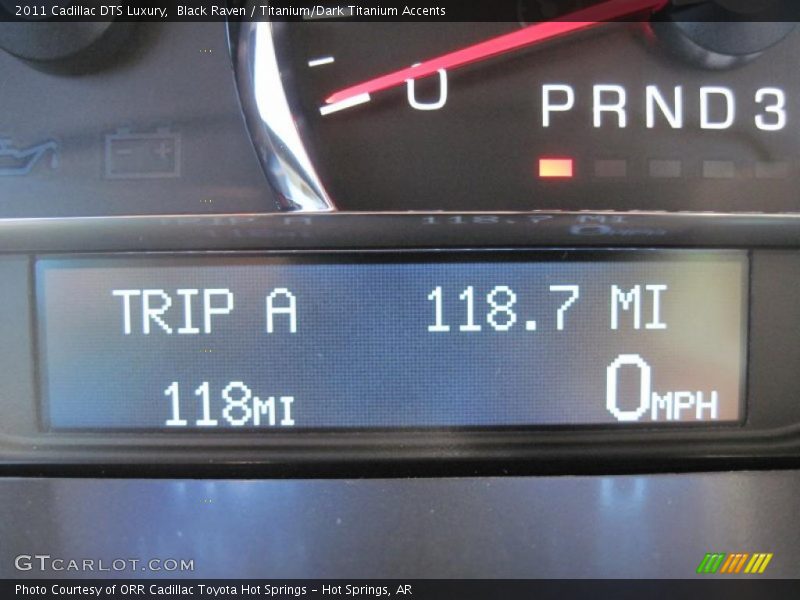 2011 Cadillac DTS Luxury,  Black Raven / Titanium/Dark Titanium Accents
0
PRND3
TRIP A 118.7 MI
118MI 0MPH
GTCARLOT.COM
Photo Courtesy of ORR Cadillac Toyota Hot Springs - Hot Springs, AR